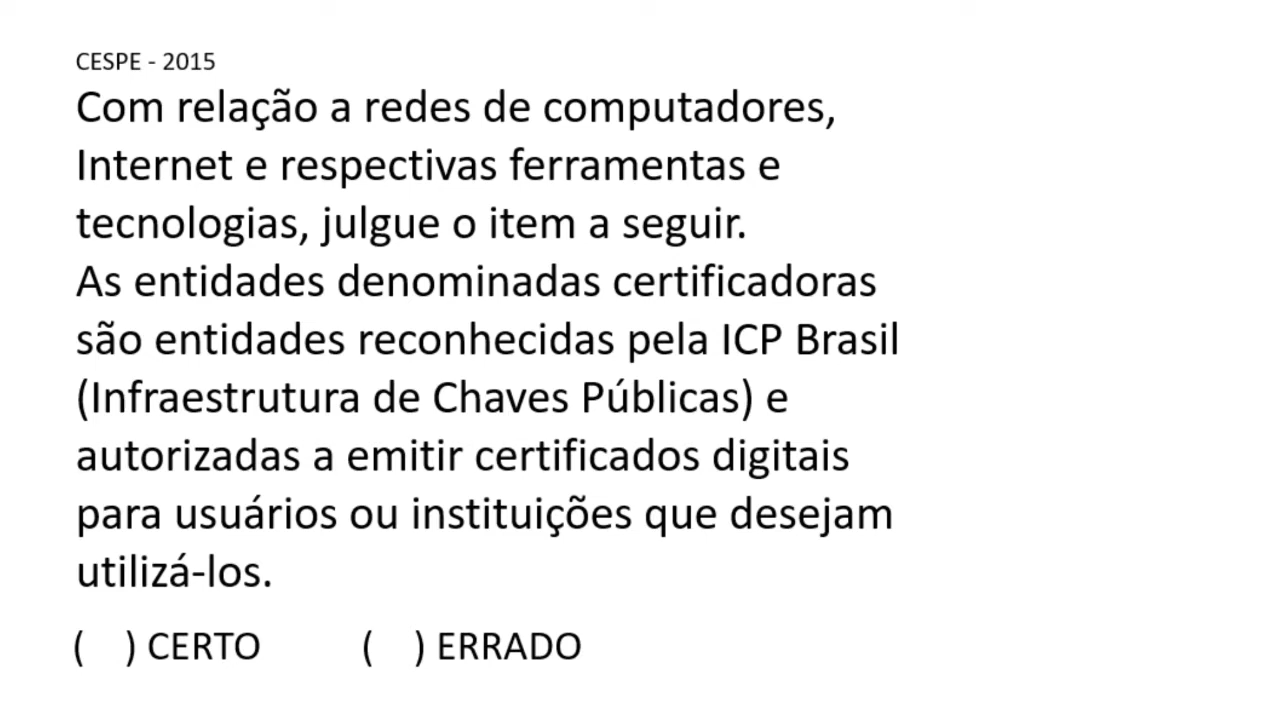 CESPE - 2015
Com relação a redes de computadores,
Internet e respectivas ferramentas e
tecnologias, julgue o item a seguir.
As entidades denominadas certificadoras
são entidades reconhecidas pela ICP Brasil
(Infraestrutura de Chaves Públicas) e
autorizadas a emitir certificados digitais
para usuários ou instituições que desejam
utilizá-los.
(   ) CERTO   (   ) ERRADO